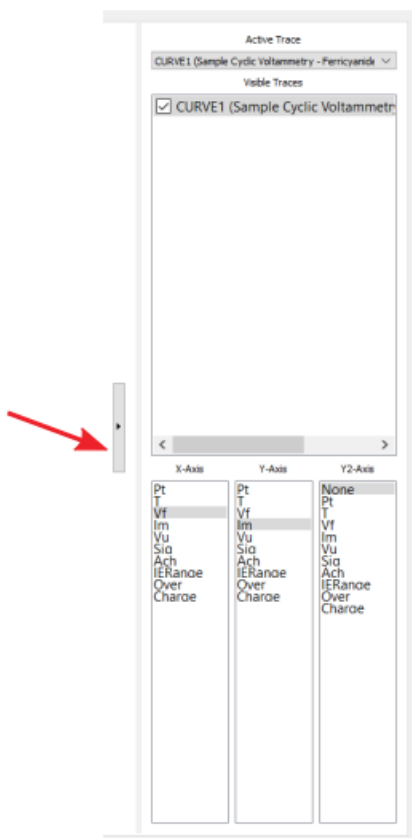 Active Trace
CURVE1 (Sample Cyclic Voltammetry - Ferricyanide
Visible Traces
CURVE1 (Sample Cyclic Voltammetr
X-Axis
Y-Axis
Y2-Axis
Pt
T
Vf
Im
Vu
Sig
Ach
IERange
Over
Charge
Pt
T
Vf
Im
Vu
Sig
Ach
IERange
Over
Charge
None
Pt
T
Vf
Im
Vu
Sig
Ach
IERange
Over
Charge